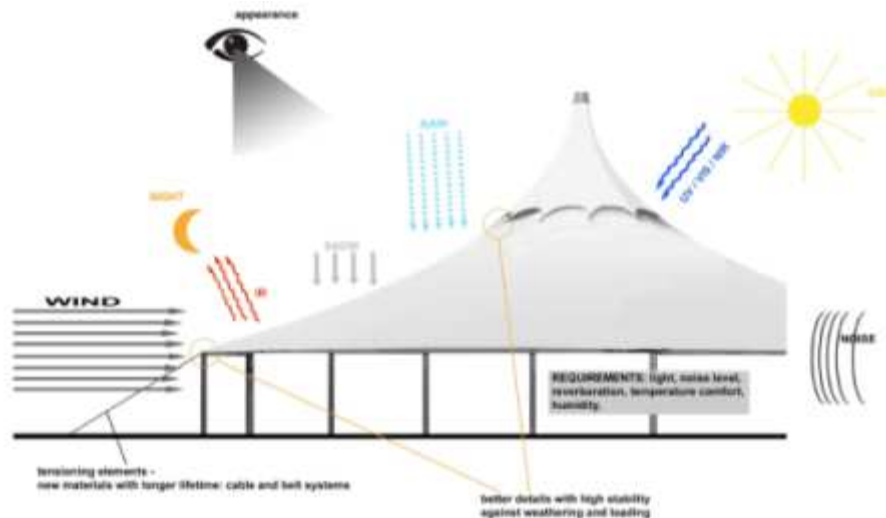 appearance
RAIN
UV / VIS / NIR
NIGHT
SNOW
IR
WIND
NOISE
REQUIREMENTS: light, noise level,
reverberation, temperature comfort,
humidity.
tensioning elements -
new materials with longer lifetime: cable and belt systems
better details with high stability
against weathering and loading